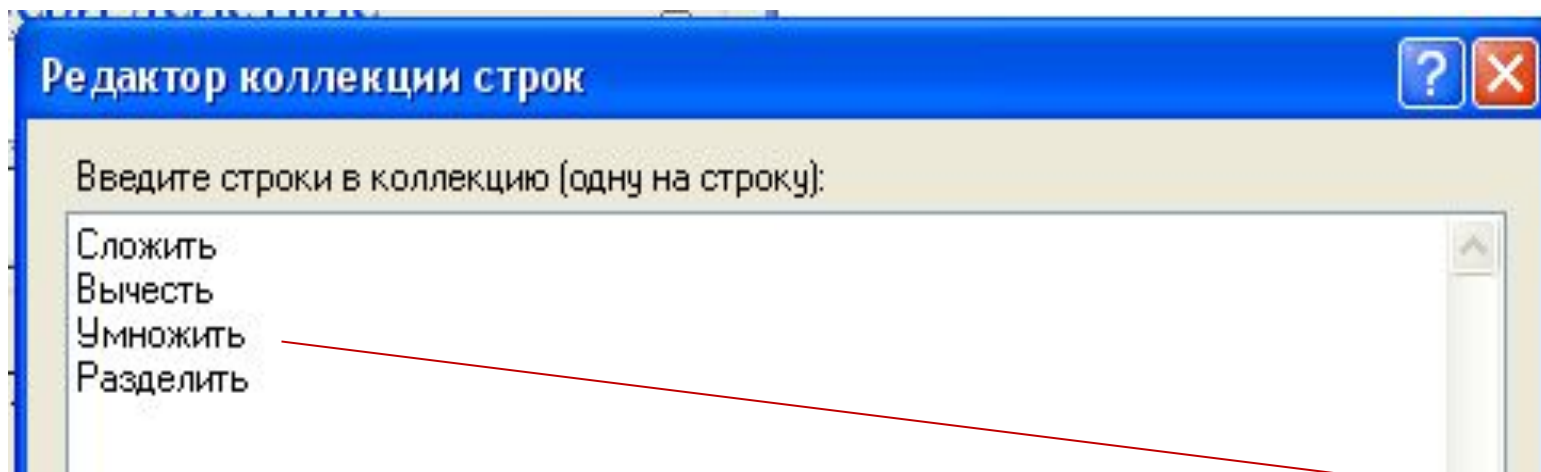 Редактор коллекции строк
Введите строки в коллекцию (одну на строку):
Сложить
Вычесть
Умножить
Разделить